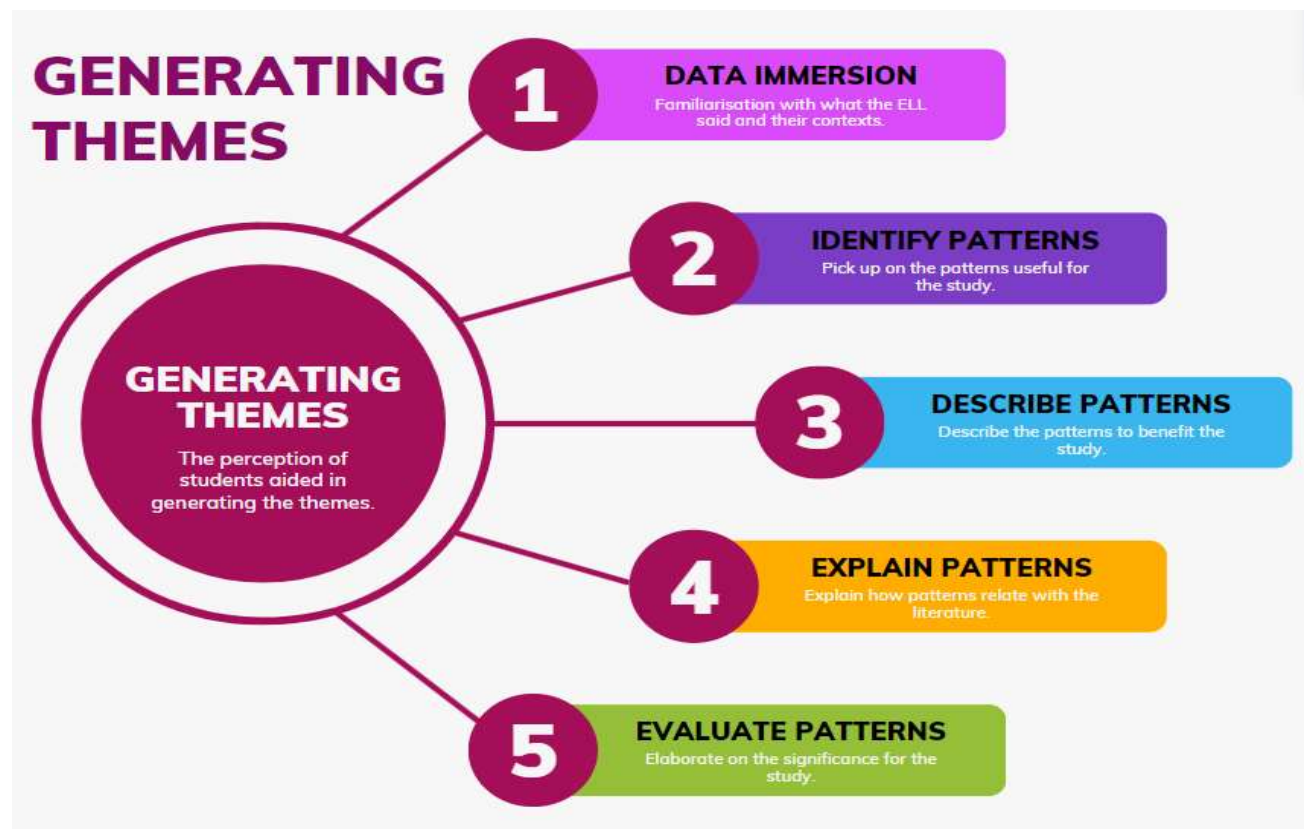 GENERATING
THEMES
1
DATA IMMERSION
Familiarisation with what the ELL
said and their contexts.
2
IDENTIFY PATTERNS
Pick up on the patterns useful for
the study.
GENERATING
THEMES
The perception of
students aided in
generating the themes.
3
DESCRIBE PATTERNS
Describe the patterns to benefit the
study.
4
EXPLAIN PATTERNS
Explain how patterns relate with the
literature.
5
EVALUATE PATTERNS
Elaborate on the significance for the
study.